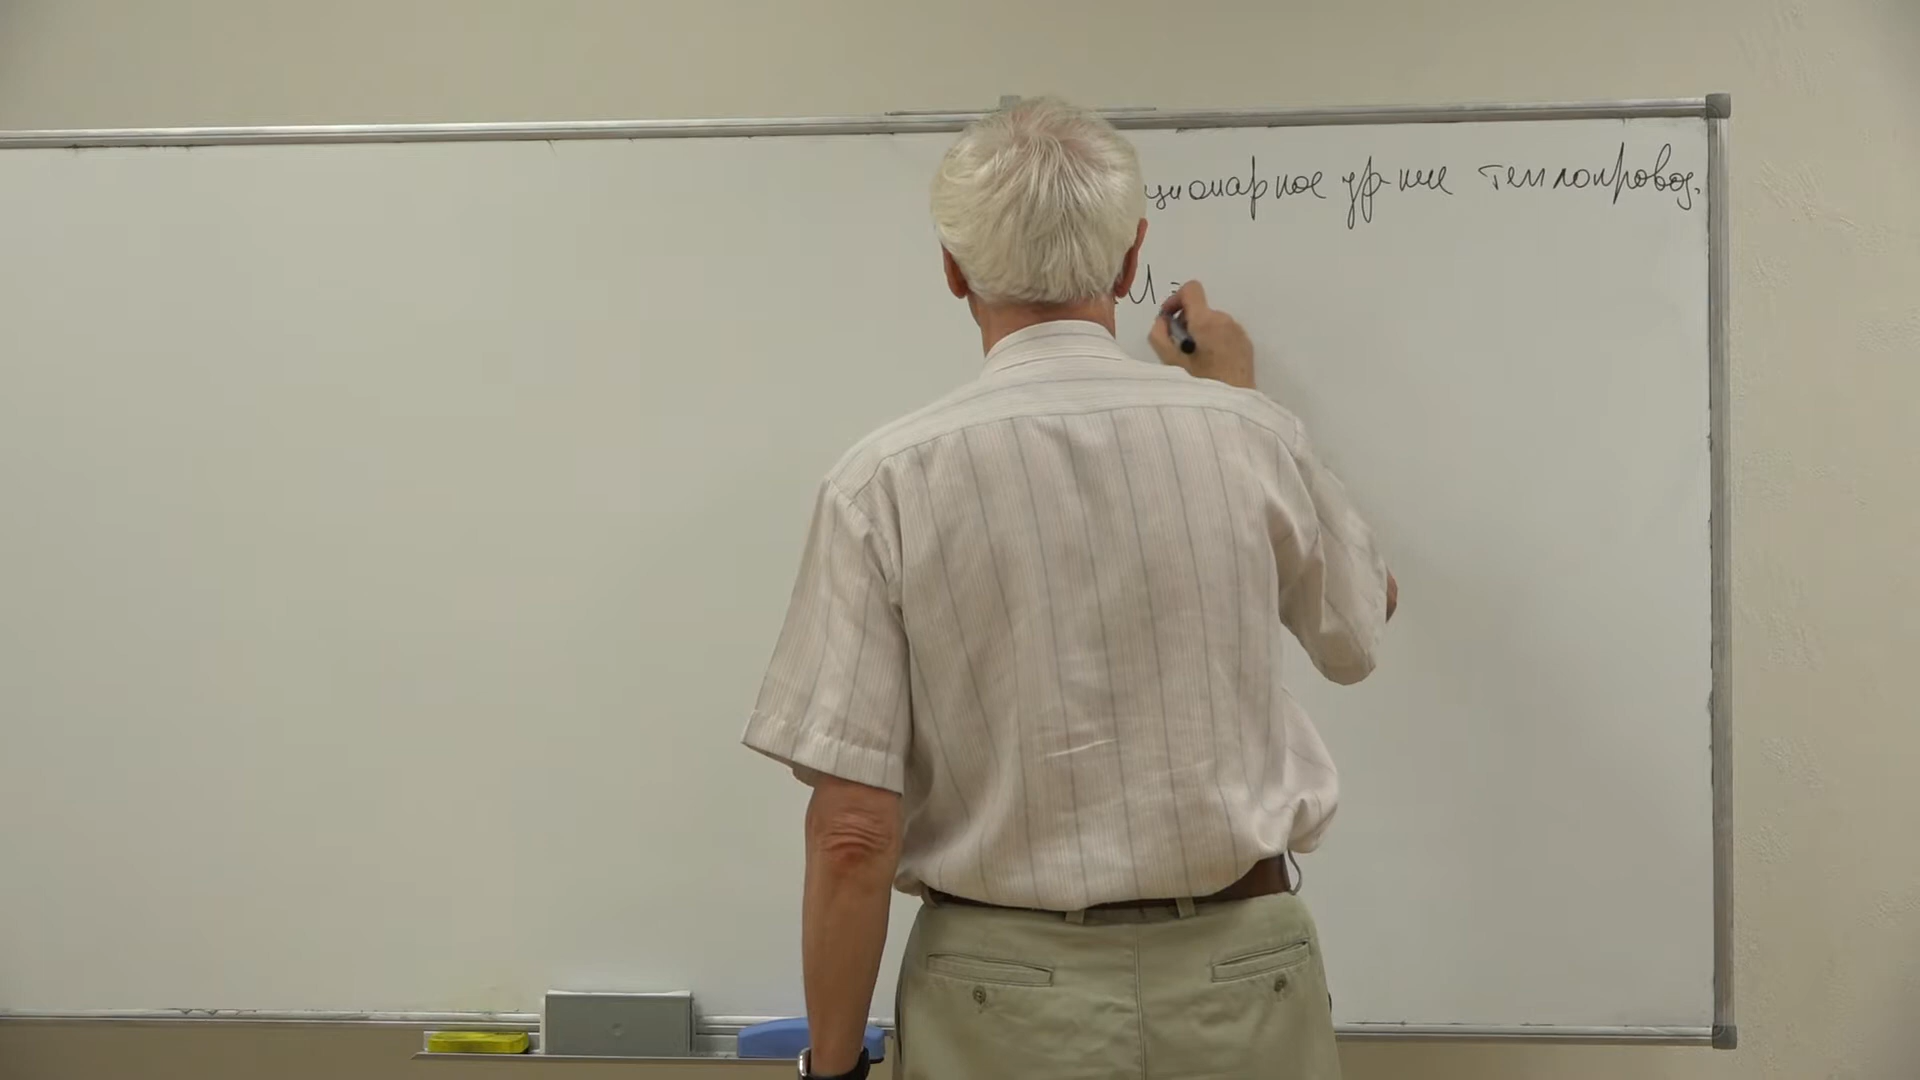 ционарное ур-ние теплопровод.
U =